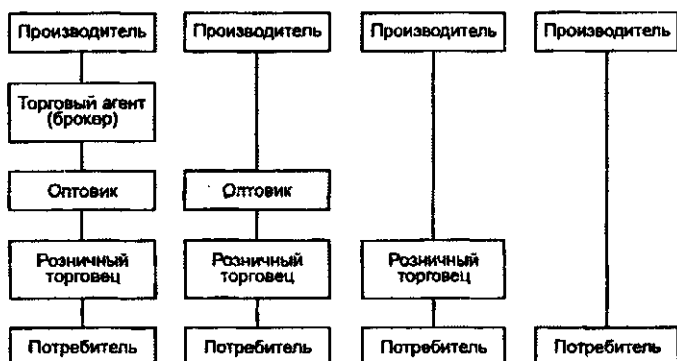 Производитель
Производитель
Производитель
Производитель
Торговый агент
(брокер)
Оптовик
Оптовик
Розничный
торговец
Розничный
торговец
Розничный
торговец
Потребитель
Потребитель
Потребитель
Потребитель